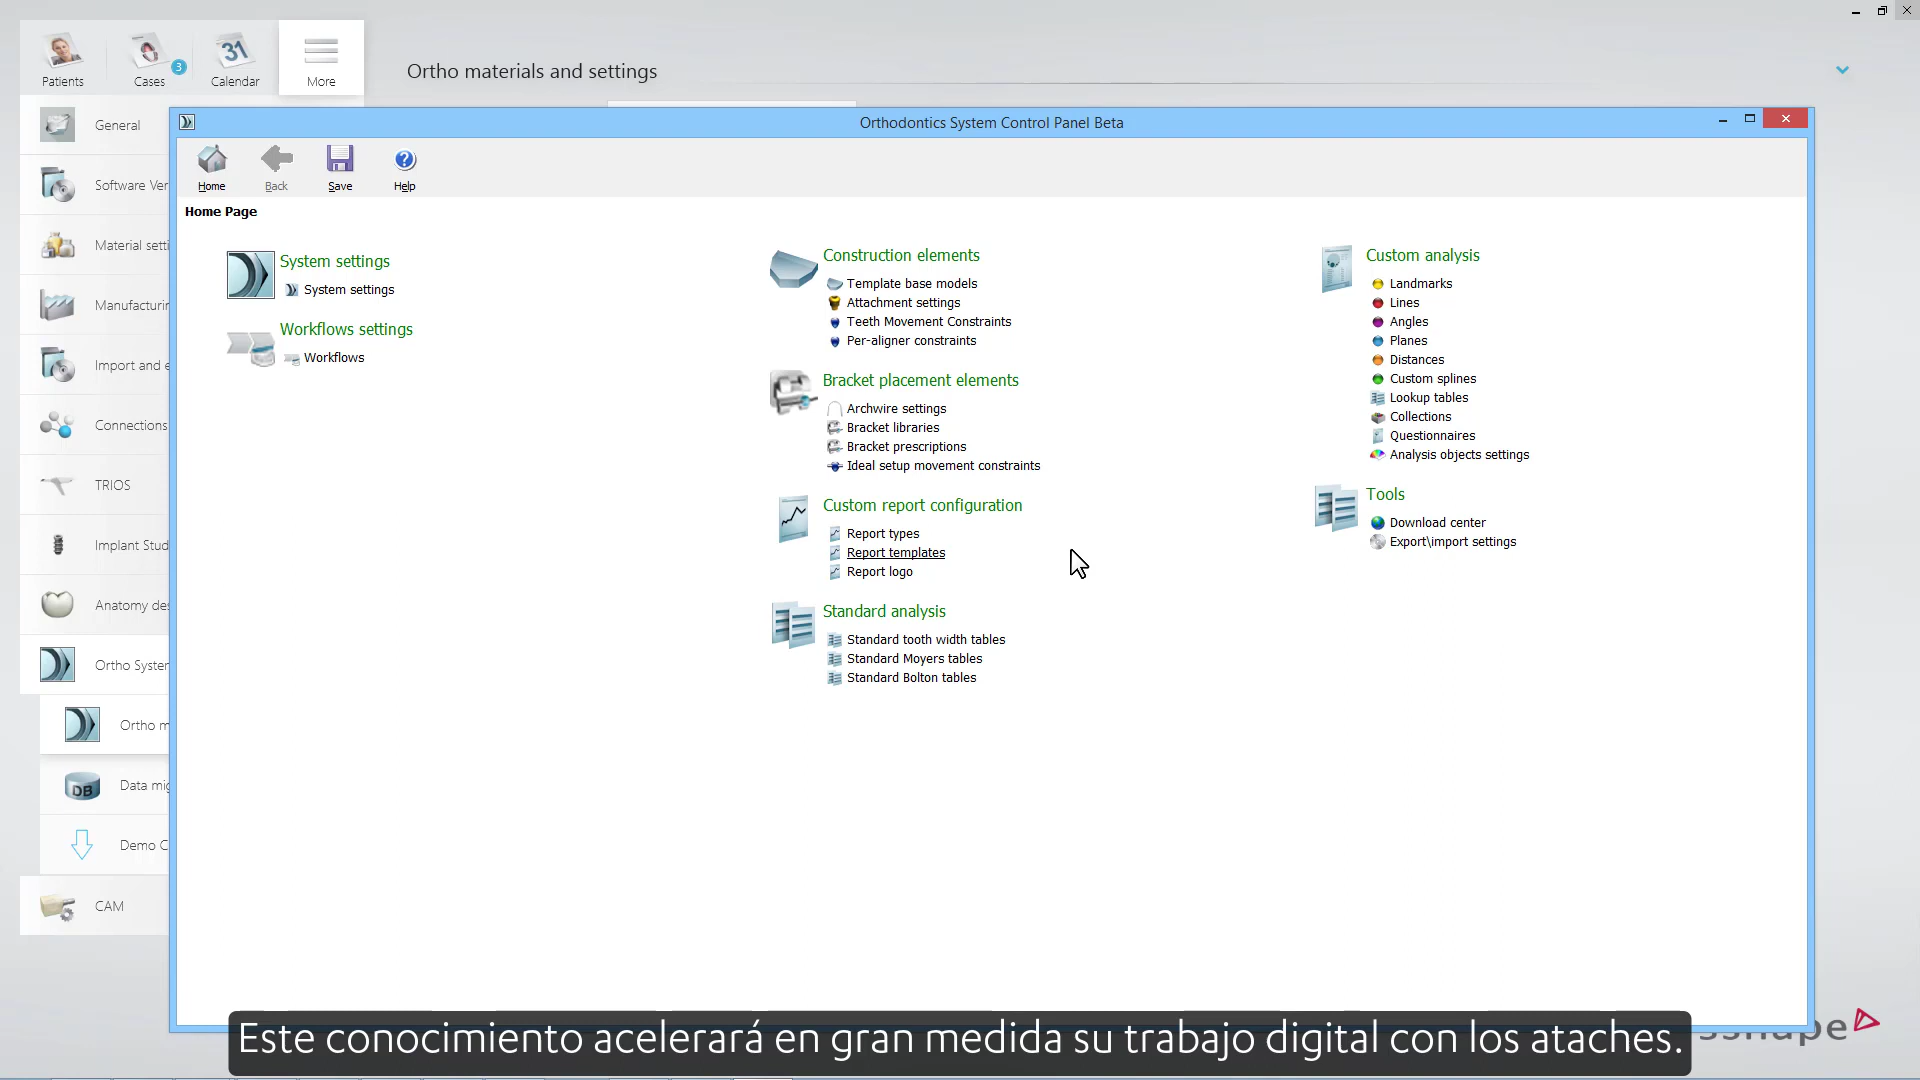 Patients
Cases
3
31
Calendar
More
Ortho materials and settings
General
Software Ver
Material setti
Manufacturin
Import and e
Connections
TRIOS
Implant Stud
Anatomy des
Ortho System
Ortho m
DB
Data mig
Demo C
CAM
Orthodontics System Control Panel Beta
Home
Back
Save
?
Help
Home Page
System settings
System settings
Workflows settings
Workflows
Construction elements
Template base models
Attachment settings
Teeth Movement Constraints
Per-aligner constraints
Bracket placement elements
Archwire settings
Bracket libraries
Bracket prescriptions
Ideal setup movement constraints
Custom report configuration
Report types
Report templates
Report logo
Standard analysis
Standard tooth width tables
Standard Moyers tables
Standard Bolton tables
Custom analysis
Landmarks
Lines
Angles
Planes
Distances
Custom splines
Lookup tables
Collections
Questionnaires
Analysis objects settings
Tools
Download center
Export\import settings
Este conocimiento acelerará en gran medida su trabajo digital con los ataches.